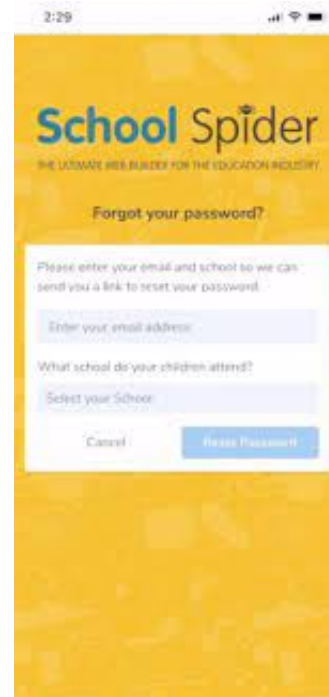 2:29
School Spider
THE ULTIMATE WEB BUILDER FOR THE EDUCATION INDUSTRY
Forgot your password?
Please enter your email and school so we can
send you a link to reset your password.
Enter your email address
What school do your children attend?
Select your School
Cancel
Reset Password